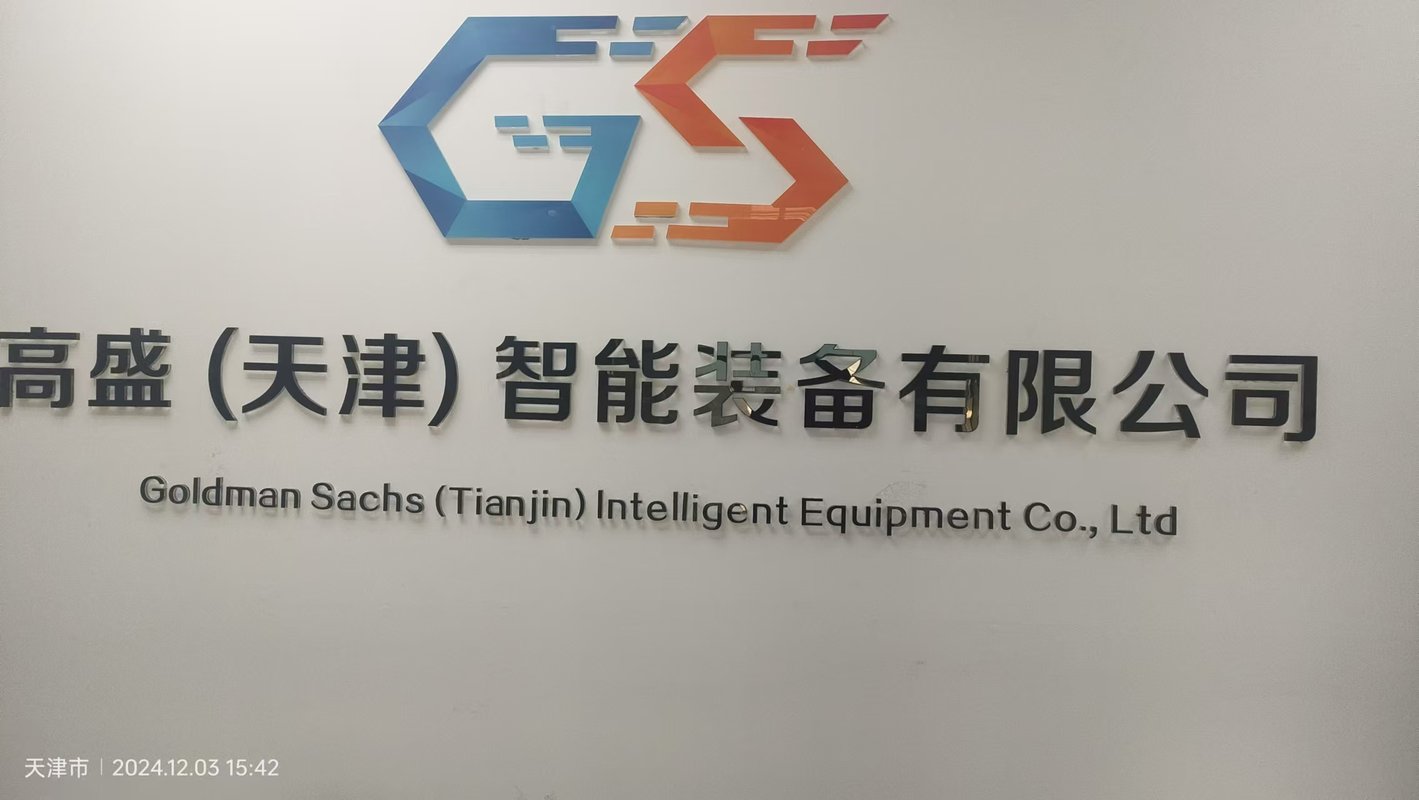 GS
高盛（天津）智能装备有限公司
Goldman Sachs (Tianjin) Intelligent Equipment Co., Ltd
天津市 | 2024.12.03 15:42